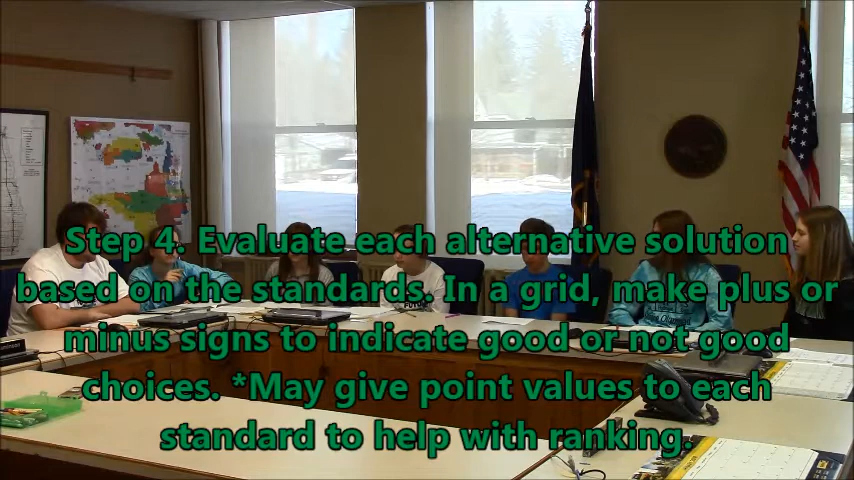 Step 4. Evaluate each alternative solution
based on the standards. In a grid, make plus or
minus signs to indicate good or not good
choices. *May give point values to each
standard to help with ranking.